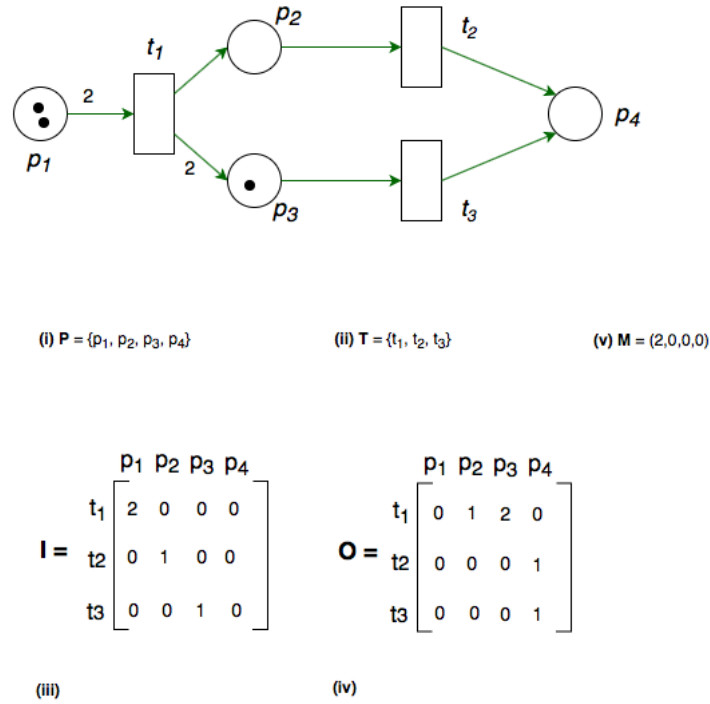 p2
t1
t2
2
p4
p1
2
p3
t3
(i) P = {p1, p2, p3, p4}
(ii) T = {t1, t2, t3}
(v) M = (2,0,0,0)
p1 p2 p3 p4
t1 2 0 0 0
I = t2 0 1 0 0
t3 0 0 1 0
(iii)
p1 p2 p3 p4
t1 0 1 2 0
O = t2 0 0 0 1
t3 0 0 0 1
(iv)